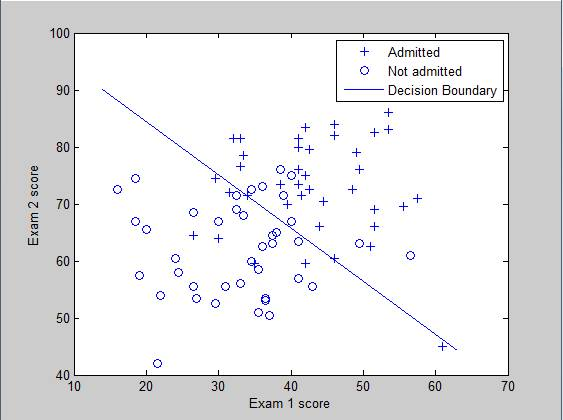 100
90
80
70
60
50
40
10 20 30 40 50 60 70
Exam 1 score
Exam 2 score
Admitted
Not admitted
Decision Boundary